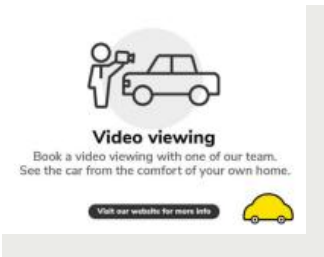 Video viewing
Book a video viewing with one of our team.
See the car from the comfort of your own home.
Visit our website for more info